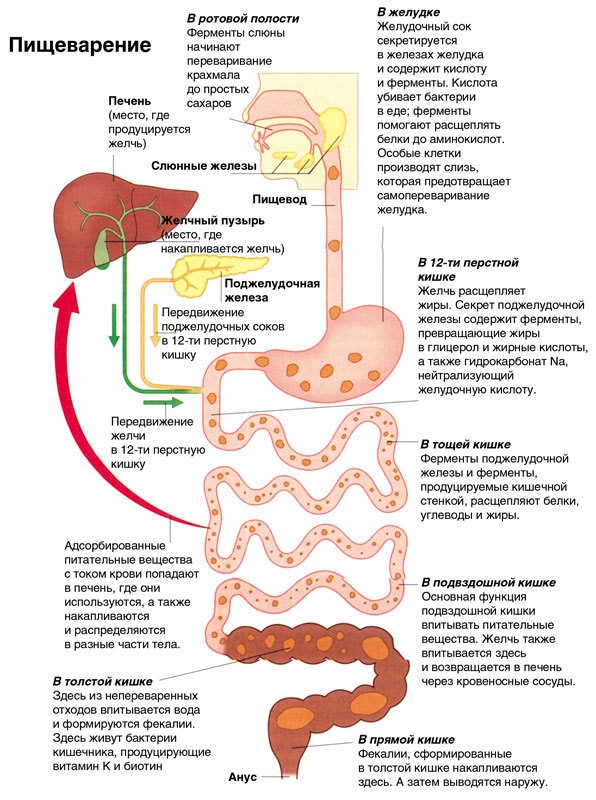 Пищеварение
В ротовой полости
Ферменты слюны
начинают
переваривание
крахмала
до простых
сахаров
В желудке
Желудочный сок
секретируется
в железах желудка
и содержит кислоту
и ферменты. Кислота
убивает бактерии
в еде; ферменты
помогают расщеплять
белки до аминокислот.
Особые клетки
производят слизь,
которая предотвращает
самопереваривание
желудка.
Печень
(место, где
продуцируется
желчь)
Слюнные железы
Пищевод
Желчный пузырь
(место, где
накапливается желчь)
Поджелудочная
железа
Передвижение
поджелудочных соков
в 12-ти перстную
кишку
В 12-ти перстной
кишке
Желчь расщепляет
жиры. Секрет поджелудочной
железы содержит ферменты,
превращающие жиры
в глицерол и жирные кислоты,
а также гидрокарбонат Na,
нейтрализующий
желудочную кислоту.
Передвижение
желчи
в 12-ти перстную
кишку
В тощей кишке
Ферменты поджелудочной
железы и ферменты,
продуцируемые кишечной
стенкой, расщепляют белки,
углеводы и жиры.
Адсорбированные
питательные вещества
с током крови попадают
в печень, где они
используются, а также
накапливаются
и распределяются
в разные части тела.
В подвздошной кишке
Основная функция
подвздошной кишки
впитывать питательные
вещества. Желчь также
впитывается здесь
и возвращается в печень
через кровеносные сосуды.
В толстой кишке
Здесь из непереваренных
отходов впитывается вода
и формируются фекалии.
Здесь живут бактерии
кишечника, продуцирующие
витамин К и биотин
В прямой кишке
Фекалии, сформированные
в толстой кишке накапливаются
здесь. А затем выводятся наружу.
Анус